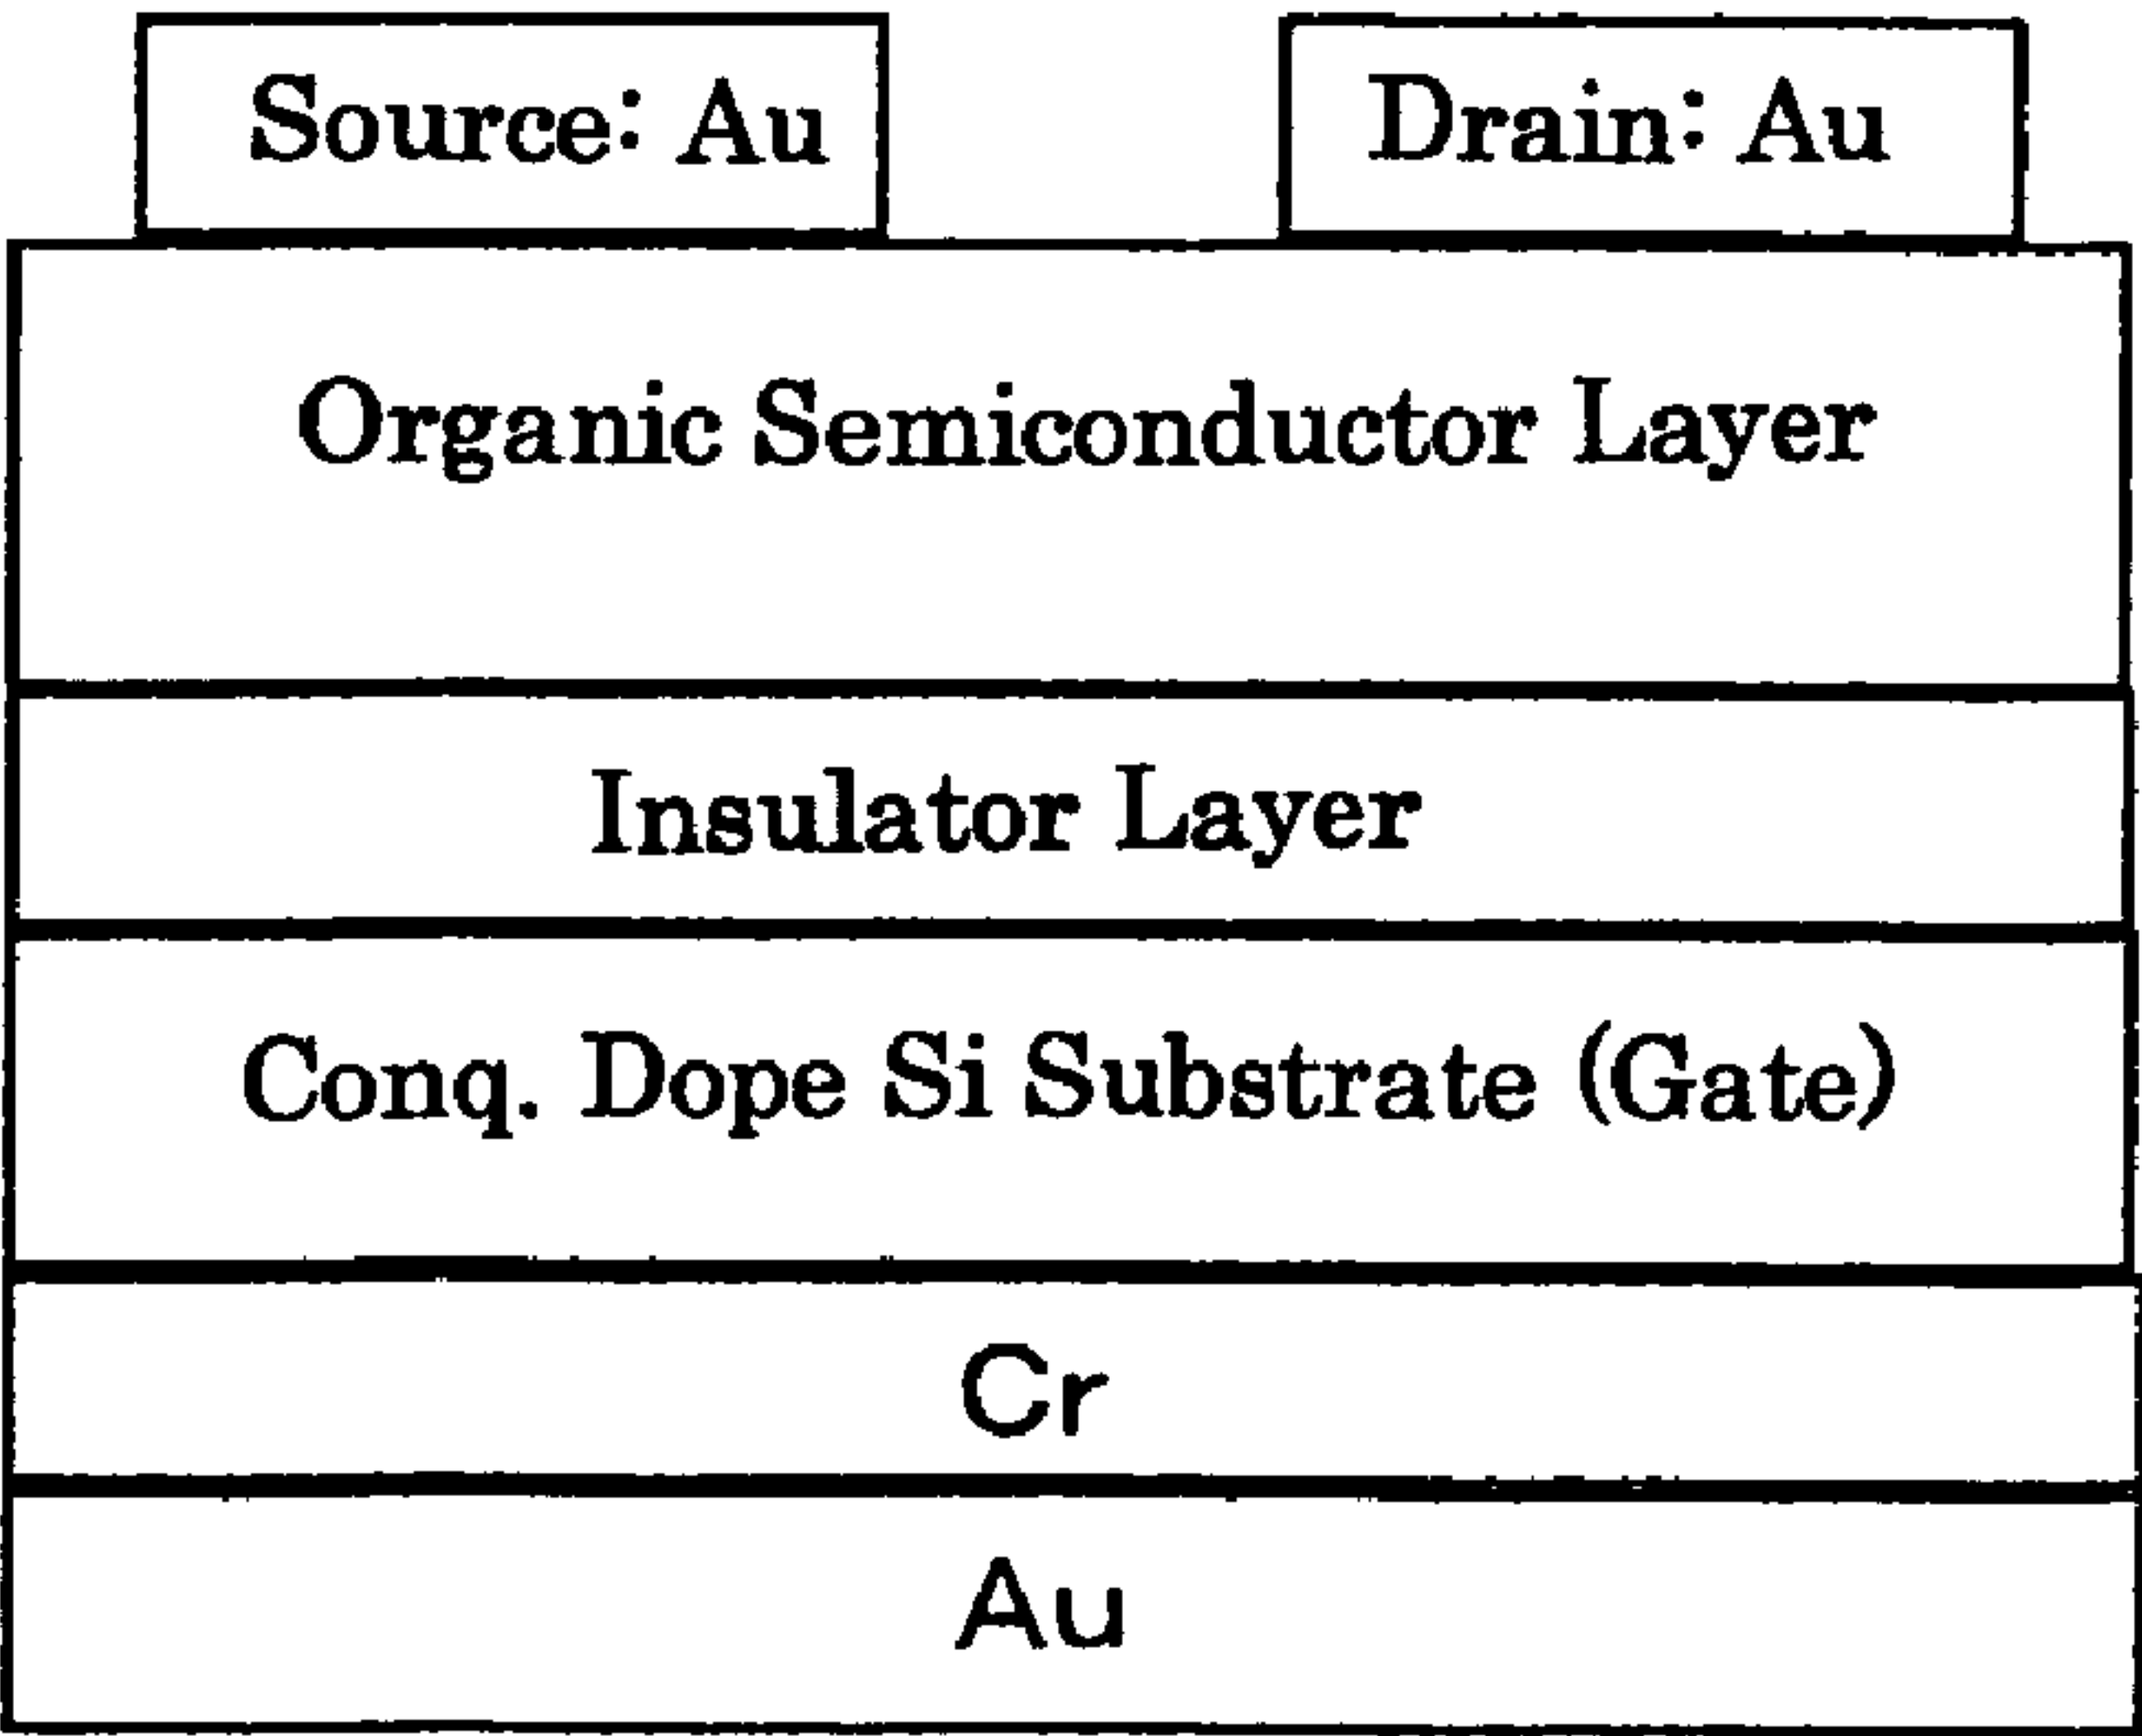 Source: Au
Drain: Au
Organic Semiconductor Layer
Insulator Layer
Conq. Dope Si Substrate (Gate)
Cr
Au